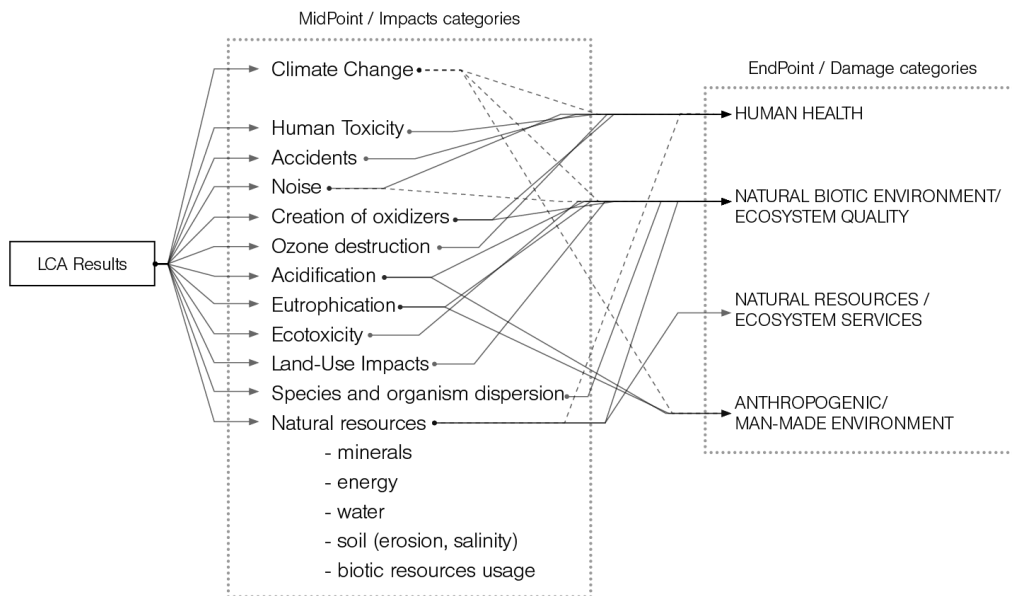 MidPoint / Impacts categories
Climate Change
EndPoint / Damage categories
HUMAN HEALTH
Human Toxicity
Accidents
Noise
NATURAL BIOTIC ENVIRONMENT/
ECOSYSTEM QUALITY
Creation of oxidizers
Ozone destruction
LCA Results
Acidification
Eutrophication
NATURAL RESOURCES /
ECOSYSTEM SERVICES
Ecotoxicity
Land-Use Impacts
Species and organism dispersion
ANTHROPOGENIC/
MAN-MADE ENVIRONMENT
Natural resources
- minerals
- energy
- water
- soil (erosion, salinity)
- biotic resources usage